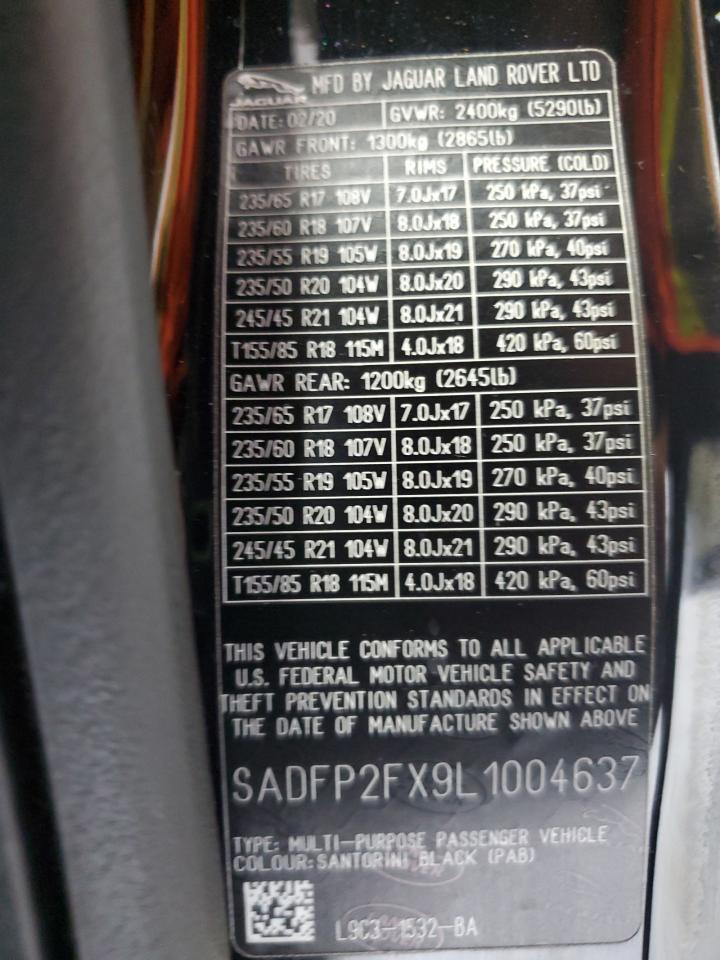 JAGUAR MFD BY JAGUAR LAND ROVER LTD
DATE: 02/20 GVWR: 2400kg (5290lb)
GAWR FRONT: 1300kg (2865lb)
TIRES RIMS PRESSURE (COLD)
235/65 R17 108V 7.0Jx17 250 kPa, 37psi
235/60 R18 107V 8.0Jx18 250 kPa, 37psi
235/55 R19 105W 8.0Jx19 270 kPa, 40psi
235/50 R20 104W 8.0Jx20 290 kPa, 43psi
245/45 R21 104W 8.0Jx21 290 kPa, 43psi
T155/85 R18 115M 4.0Jx18 420 kPa, 60psi
GAWR REAR: 1200kg (2645lb)
235/65 R17 108V 7.0Jx17 250 kPa, 37psi
235/60 R18 107V 8.0Jx18 250 kPa, 37psi
235/55 R19 105W 8.0Jx19 270 kPa, 40psi
235/50 R20 104W 8.0Jx20 290 kPa, 43psi
245/45 R21 104W 8.0Jx21 290 kPa, 43psi
T155/85 R18 115M 4.0Jx18 420 kPa, 60psi
THIS VEHICLE CONFORMS TO ALL APPLICABLE
U.S. FEDERAL MOTOR VEHICLE SAFETY AND
THEFT PREVENTION STANDARDS IN EFFECT ON
THE DATE OF MANUFACTURE SHOWN ABOVE
SADFP2FX9L1004637
TYPE: MULTI-PURPOSE PASSENGER VEHICLE
COLOUR:SANTORINI BLACK (PAB)
L9C3-1532-BA